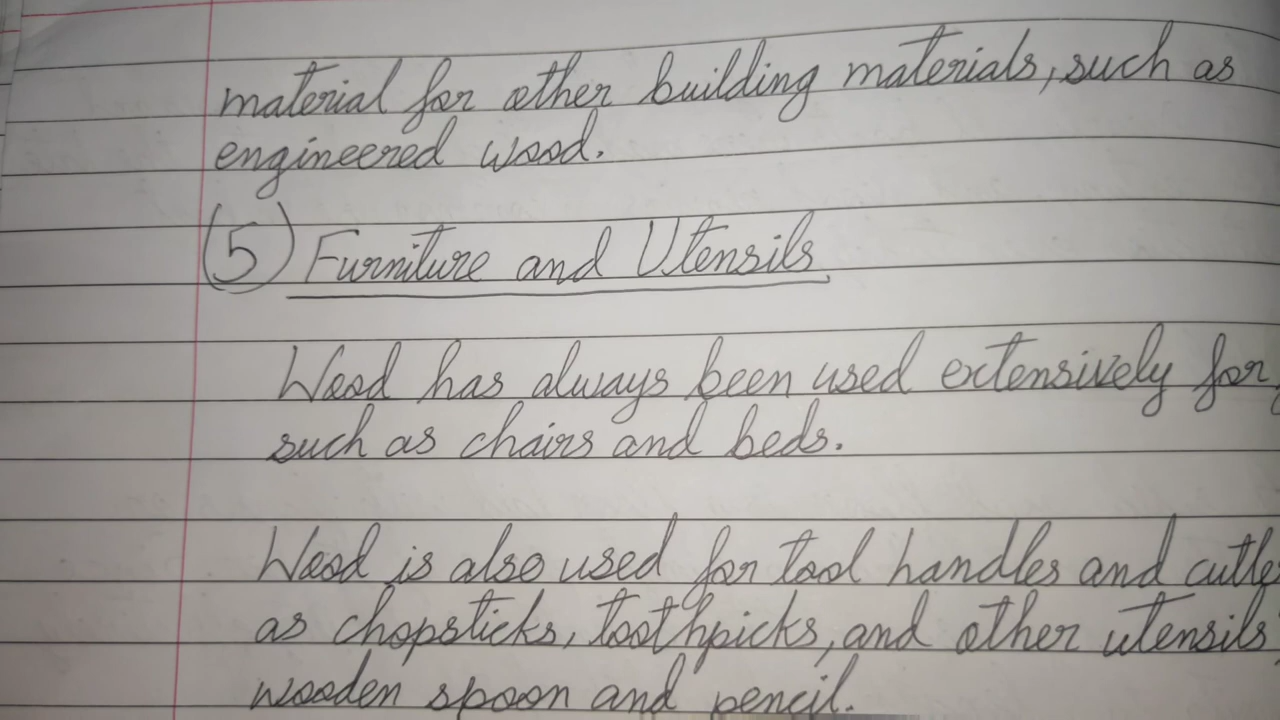 material for other building materials, such as
engineered wood.
(5) Furniture and Utensils
Wood has always been used extensively for
such as chairs and beds.
Wood is also used for tool handles and
as chopsticks, toothpicks, and other utensils,
wooden spoon and pencil.